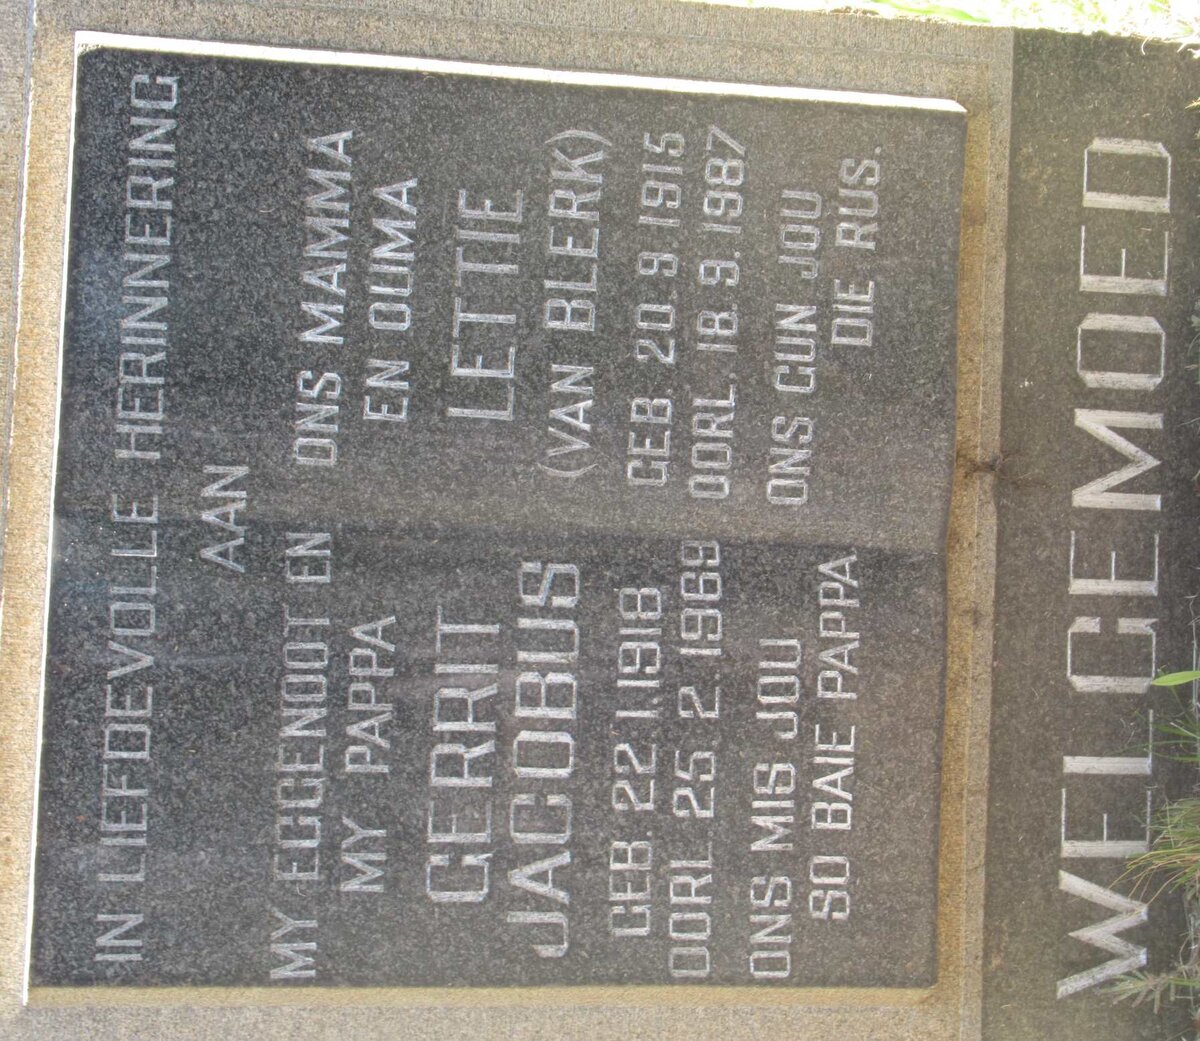 IN LIEFDEVOLLE HERINNERING
AAN
MY EGGENOOT EN
MY PAPPA
GERRIT
JACOBUS
GEB. 22.1.1918
OORL. 25.2.1969
ONS MIS JOU
SO BAIE PAPPA
ONS MAMMA
EN OUMA
LETTIE
(VAN BLERK)
GEB. 20.9.1915
OORL. 18.9.1987
ONS GUN JOU
DIE RUS.
WELGEMOED